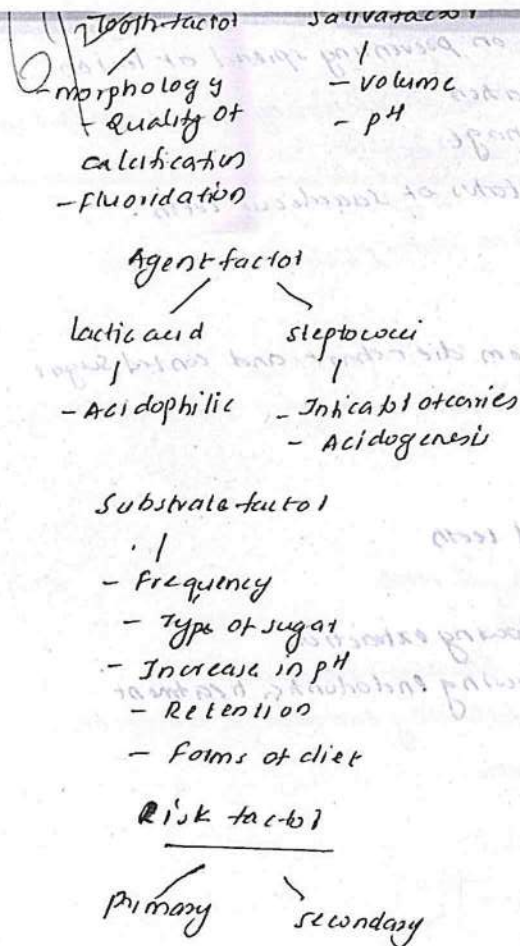 Tooth factor Saliva factor
- morphology - volume
- Quality of - pH
calcification
- Fluoridation
Agent factor
lactic acid streptococci
- Acidophilic
- Acidogenesis
Substrate factor
- Frequency
- Type of sugar
- Increase in pH
- Retention
- Forms of diet
Risk factor
primary secondary